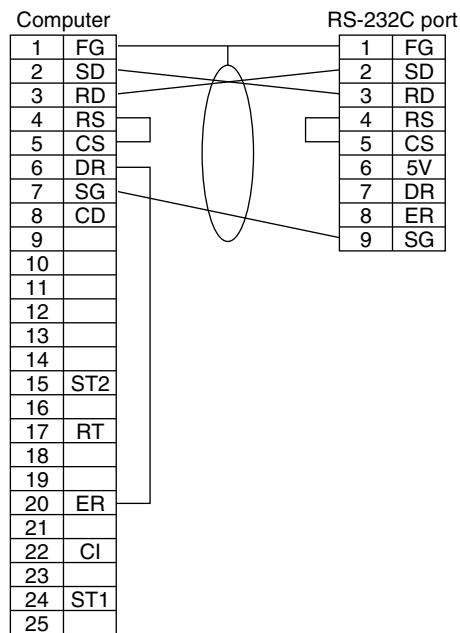 Computer
1 FG
2 SD
3 RD
4 RS
5 CS
6 DR
7 SG
8 CD
9
10
11
12
13
14
15 ST2
16
17 RT
18
19
20 ER
21
22 CI
23
24 ST1
25
RS-232C port
1 FG
2 SD
3 RD
4 RS
5 CS
6 5V
7 DR
8 ER
9 SG